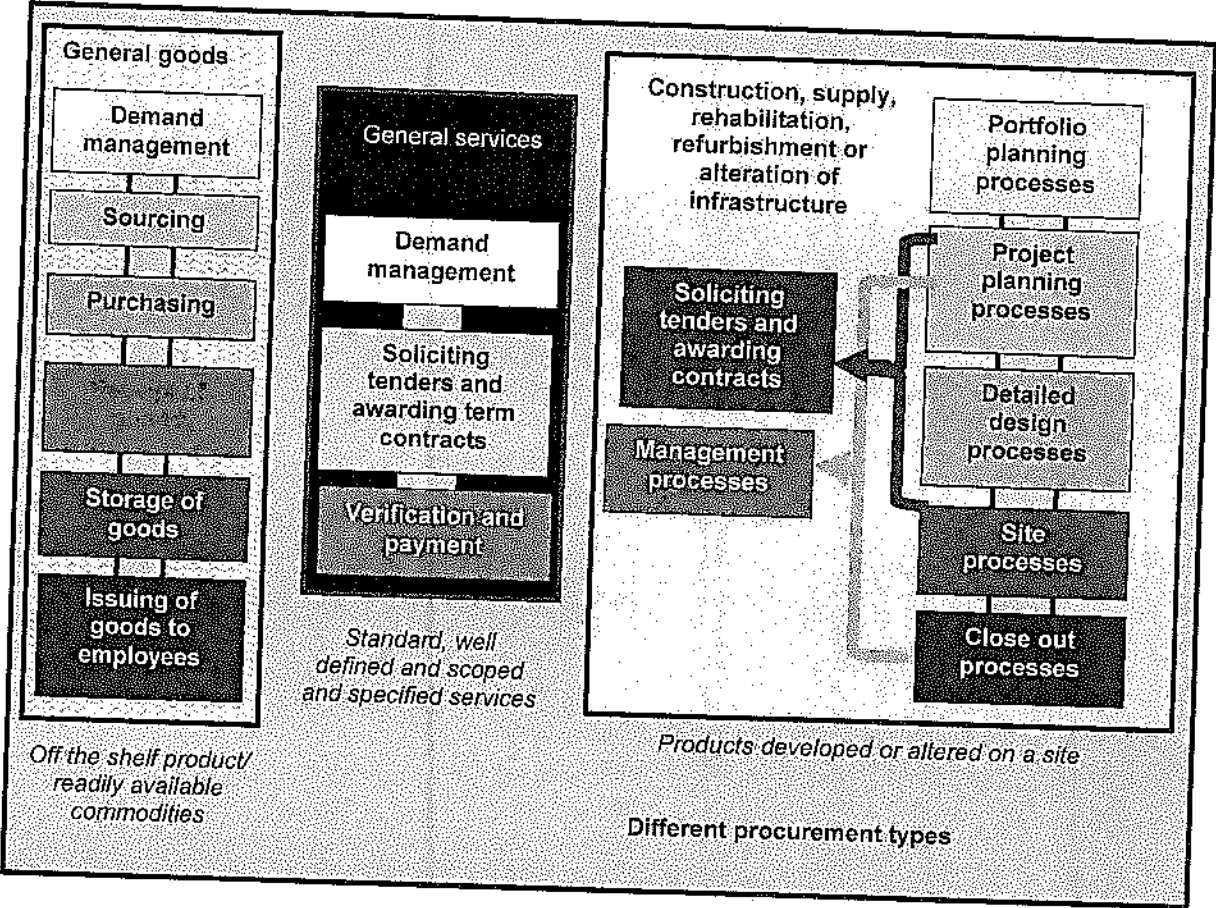 General goods
Demand
management
Sourcing
Purchasing
Storage of
goods
Issuing of
goods to
employees
Off the shelf product/
readily available
commodities
General services
Demand
management
Soliciting
tenders and
awarding term
contracts
Verification and
payment
Standard, well
defined and scoped
and specified services
Construction, supply,
rehabilitation,
refurbishment or
alteration of
infrastructure
Soliciting
tenders and
awarding
contracts
Management
processes
Portfolio
planning
processes
Project
planning
processes
Detailed
design
processes
Site
processes
Close out
processes
Products developed or altered on a site
Different procurement types